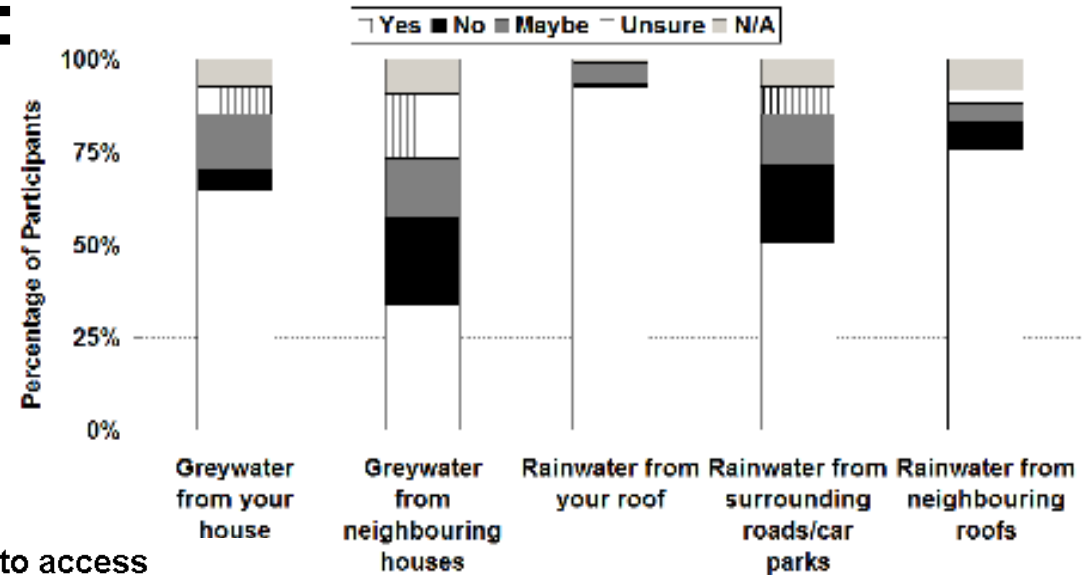 Yes No Maybe Unsure N/A
100%
75%
50%
25%
0%
Percentage of Participants
Greywater from your house
Greywater from neighbouring houses
Rainwater from your roof
Rainwater from surrounding roads/car parks
Rainwater from neighbouring roofs
to access